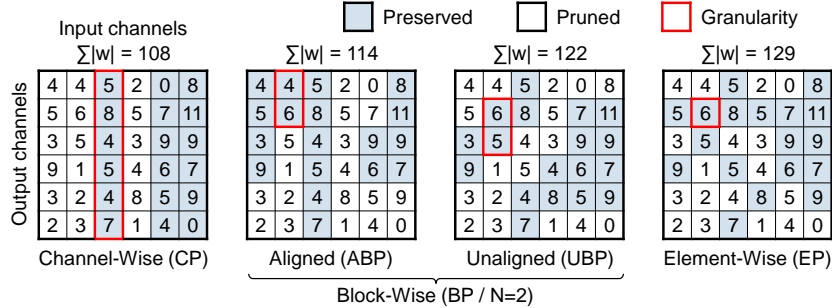 Preserved Pruned Granularity
Input channels
∑|w| = 108 ∑|w| = 114 ∑|w| = 122 ∑|w| = 129
Output channels
4 4 5 2 0 8 4 4 5 2 0 8 4 4 5 2 0 8 4 4 5 2 0 8
5 6 8 5 7 11 5 6 8 5 7 11 5 6 8 5 7 11 5 6 8 5 7 11
3 5 4 3 9 9 3 5 4 3 9 9 3 5 4 3 9 9 3 5 4 3 9 9
9 1 5 4 6 7 9 1 5 4 6 7 9 1 5 4 6 7 9 1 5 4 6 7
3 2 4 8 5 9 3 2 4 8 5 9 3 2 4 8 5 9 3 2 4 8 5 9
2 3 7 1 4 0 2 3 7 1 4 0 2 3 7 1 4 0 2 3 7 1 4 0
Channel-Wise (CP) Aligned (ABP) Unaligned (UBP) Element-Wise (EP)
Block-Wise (BP / N=2)